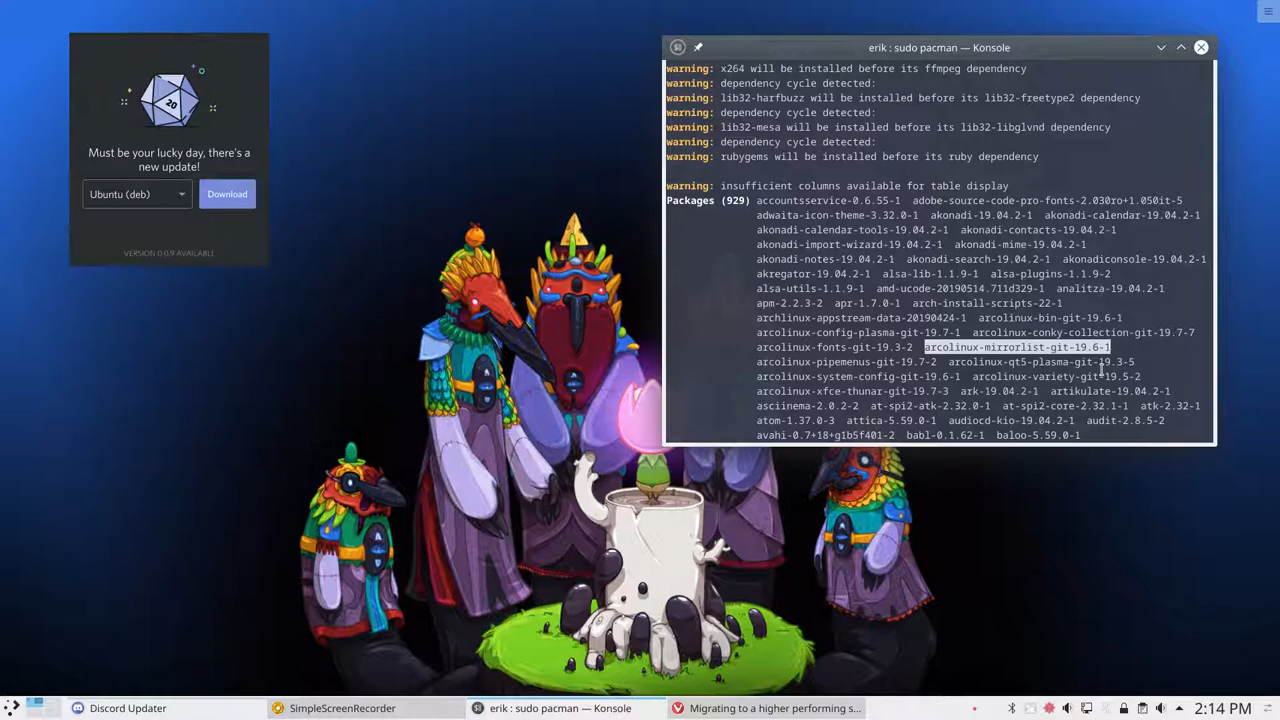 20
Must be your lucky day, there's a
new update!
Ubuntu (deb)
Download
VERSION 0.0.9 AVAILABLE
erik : sudo pacman — Konsole
warning: x264 will be installed before its ffmpeg dependency
warning: dependency cycle detected:
warning: lib32-harfbuzz will be installed before its lib32-freetype2 dependency
warning: dependency cycle detected:
warning: lib32-mesa will be installed before its lib32-libglvnd dependency
warning: dependency cycle detected:
warning: rubygems will be installed before its ruby dependency
warning: insufficient columns available for table display
Packages (929) accountsservice-0.6.55-1 adobe-source-code-pro-fonts-2.030ro+1.050it-5
adwaita-icon-theme-3.32.0-1 akonadi-19.04.2-1 akonadi-calendar-19.04.2-1
akonadi-calendar-tools-19.04.2-1 akonadi-contacts-19.04.2-1
akonadi-import-wizard-19.04.2-1 akonadi-mime-19.04.2-1
akonadi-notes-19.04.2-1 akonadi-search-19.04.2-1 akonadiconsole-19.04.2-1
akregator-19.04.2-1 alsa-lib-1.1.9-1 alsa-plugins-1.1.9-2
alsa-utils-1.1.9-1 amd-ucode-20190514.711d329-1 analitza-19.04.2-1
apm-2.2.3-2 apr-1.7.0-1 arch-install-scripts-22-1
archlinux-appstream-data-20190424-1 arcolinux-bin-git-19.6-1
arcolinux-config-plasma-git-19.7-1 arcolinux-conky-collection-git-19.7-7
arcolinux-fonts-git-19.3-2 arcolinux-mirrorlist-git-19.6-1
arcolinux-pipemenus-git-19.7-2 arcolinux-qt5-plasma-git-19.3-5
arcolinux-system-config-git-19.6-1 arcolinux-variety-git-19.5-2
arcolinux-xfce-thunar-git-19.7-3 ark-19.04.2-1 artikulate-19.04.2-1
asciinema-2.0.2-2 at-spi2-atk-2.32.0-1 at-spi2-core-2.32.1-1 atk-2.32-1
atom-1.37.0-3 attica-5.59.0-1 audiocd-kio-19.04.2-1 audit-2.8.5-2
avahi-0.7+18+g1b5f401-2 babl-0.1.62-1 baloo-5.59.0-1
Discord Updater
SimpleScreenRecorder
erik : sudo pacman — Konsole
Migrating to a higher performing s...
2:14 PM